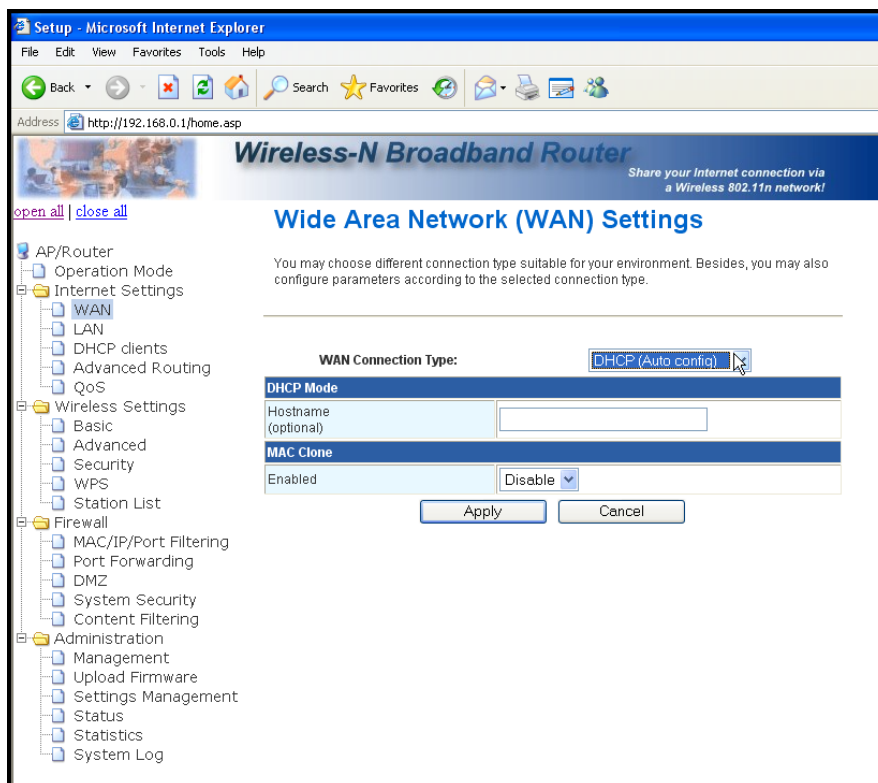 Setup - Microsoft Internet Explorer
File Edit View Favorites Tools Help
Back Search Favorites
Address http://192.168.0.1/home.asp
Wireless-N Broadband Router
Share your Internet connection via
a Wireless 802.11n network!
open all | close all
AP/Router
Operation Mode
Internet Settings
WAN
LAN
DHCP clients
Advanced Routing
QoS
Wireless Settings
Basic
Advanced
Security
WPS
Station List
Firewall
MAC/IP/Port Filtering
Port Forwarding
DMZ
System Security
Content Filtering
Administration
Management
Upload Firmware
Settings Management
Status
Statistics
System Log
Wide Area Network (WAN) Settings
You may choose different connection type suitable for your environment. Besides, you may also
configure parameters according to the selected connection type.
WAN Connection Type: DHCP (Auto config)
DHCP Mode
Hostname
(optional)
MAC Clone
Enabled Disable
Apply Cancel